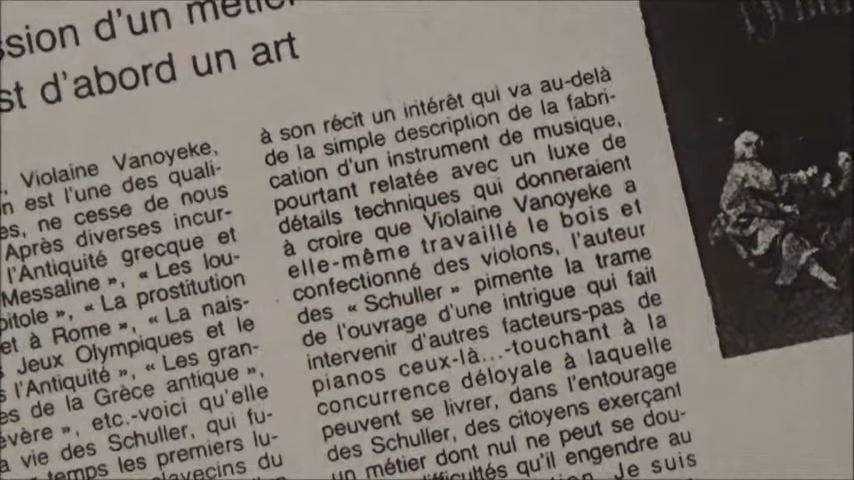 ssion d'un métier
st d'abord un art
., Violaine Vanoyeke,
n est l'une des quali-
es, ne cesse de nous
Après diverses incur-
l'Antiquité grecque et
Messaline », « Les lou-
pitole », « La prostitution
et à Rome », « La nais-
Jeux Olympiques et le
s l'Antiquité », « Les gran-
es de la Grèce antique »,
évère », etc.-voici qu'elle
a vie des Schuller, qui fu-
temps les premiers lu-
lavecins du
à son récit un intérêt qui va au-delà
de la simple description de la fabri-
cation d'un instrument de musique,
pourtant relatée avec un luxe de
détails techniques qui donneraient
à croire que Violaine Vanoyeke a
elle-même travaillé le bois et
confectionné des violons, l'auteur
des « Schuller » pimente la trame
de l'ouvrage d'une intrigue qui fait
intervenir d'autres facteurs-pas de
pianos ceux-là...-touchant à la
concurrence déloyale à laquelle
peuvent se livrer, dans l'entourage
des Schuller, des citoyens exerçant
un métier dont nul ne peut se dou-
difficultés qu'il engendre au
Je suis